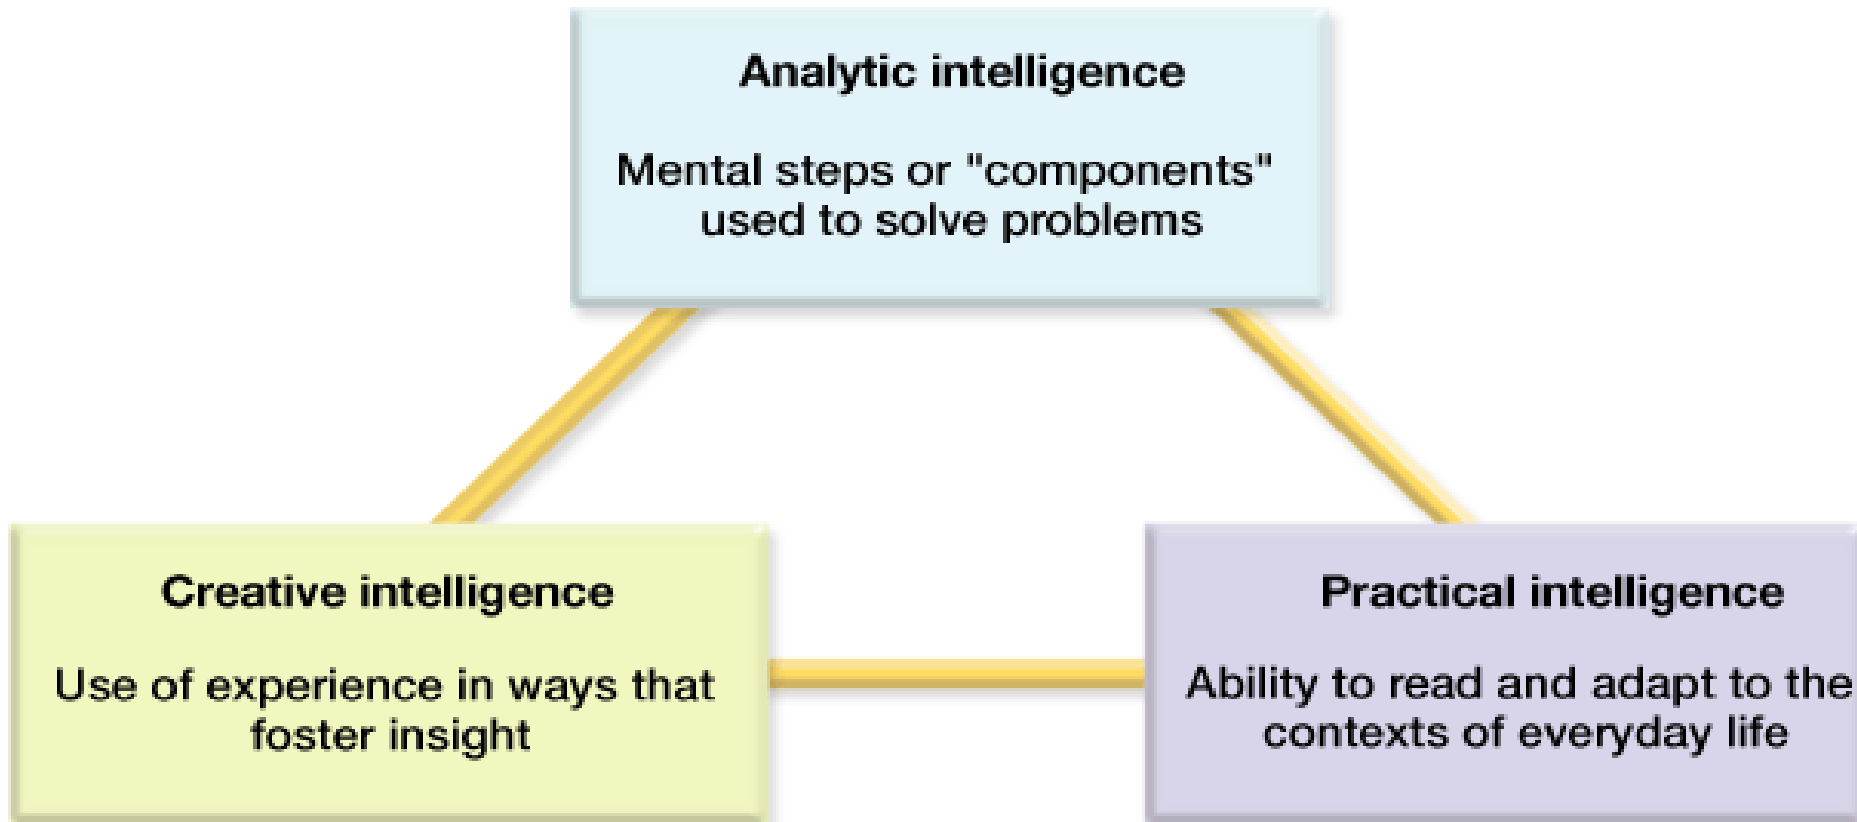 Analytic intelligence
Mental steps or "components"
used to solve problems
Creative intelligence
Use of experience in ways that
foster insight
Practical intelligence
Ability to read and adapt to the
contexts of everyday life